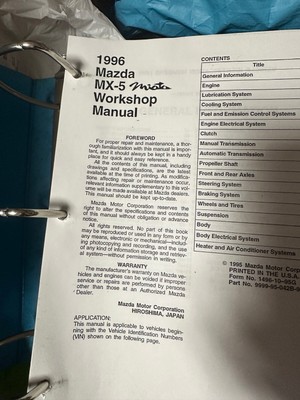 1996
Mazda
MX-5 Miata
Workshop
Manual
FOREWORD
For proper repair and maintenance, a thor-
ough familiarization with this manual is impor-
tant, and it should always be kept in a handy
place for quick and easy reference.
All the contents of this manual, including
drawings and specifications, are the latest
available at the time of printing. As modifica-
tions affecting repair or maintenance occur,
relevant information supplementary to this vol-
ume will be made available at Mazda dealers.
This manual should be kept up-to-date.
Mazda Motor Corporation reserves the
right to alter the specifications and contents
of this manual without obligation or advance
notice.
All rights reserved. No part of this book
may be reproduced or used in any form or by
any means, electronic or mechanical—includ-
ing photocopying and recording, and the use
of any kind of information storage and retriev-
al system—without permission in writing.
WARRANTY
The manufacturer's warranty on Mazda ve-
hicles and engines can be voided if improper
service or repairs are performed by persons
other than those at an Authorized Mazda
Dealer.
Mazda Motor Corporation
HIROSHIMA, JAPAN
APPLICATION:
This manual is applicable to vehicles begin-
ning with the Vehicle Identification Numbers
(VIN) shown on the following page.
CONTENTS
Title
General Information
Engine
Lubrication System
Cooling System
Fuel and Emission Control Systems
Engine Electrical System
Clutch
Manual Transmission
Automatic Transmission
Propeller Shaft
Front and Rear Axles
Steering System
Braking System
Wheels and Tires
Suspension
Body
Body Electrical System
Heater and Air Conditioner Systems
© 1995 Mazda Motor Corpor
PRINTED IN THE U.S.A.
Form No. 1486-10-95G
Part No. 9999-95-042B-9